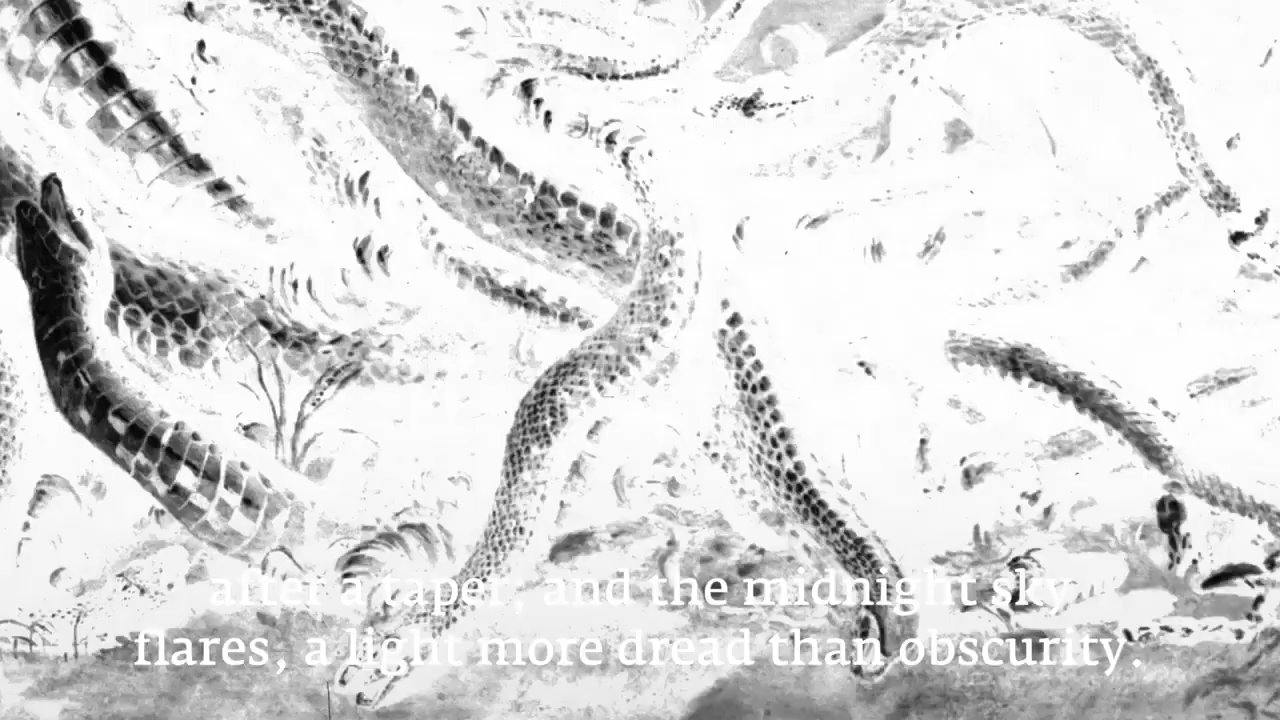 after a taper, and the midnight sky
flares, a light more dread than obscurity.